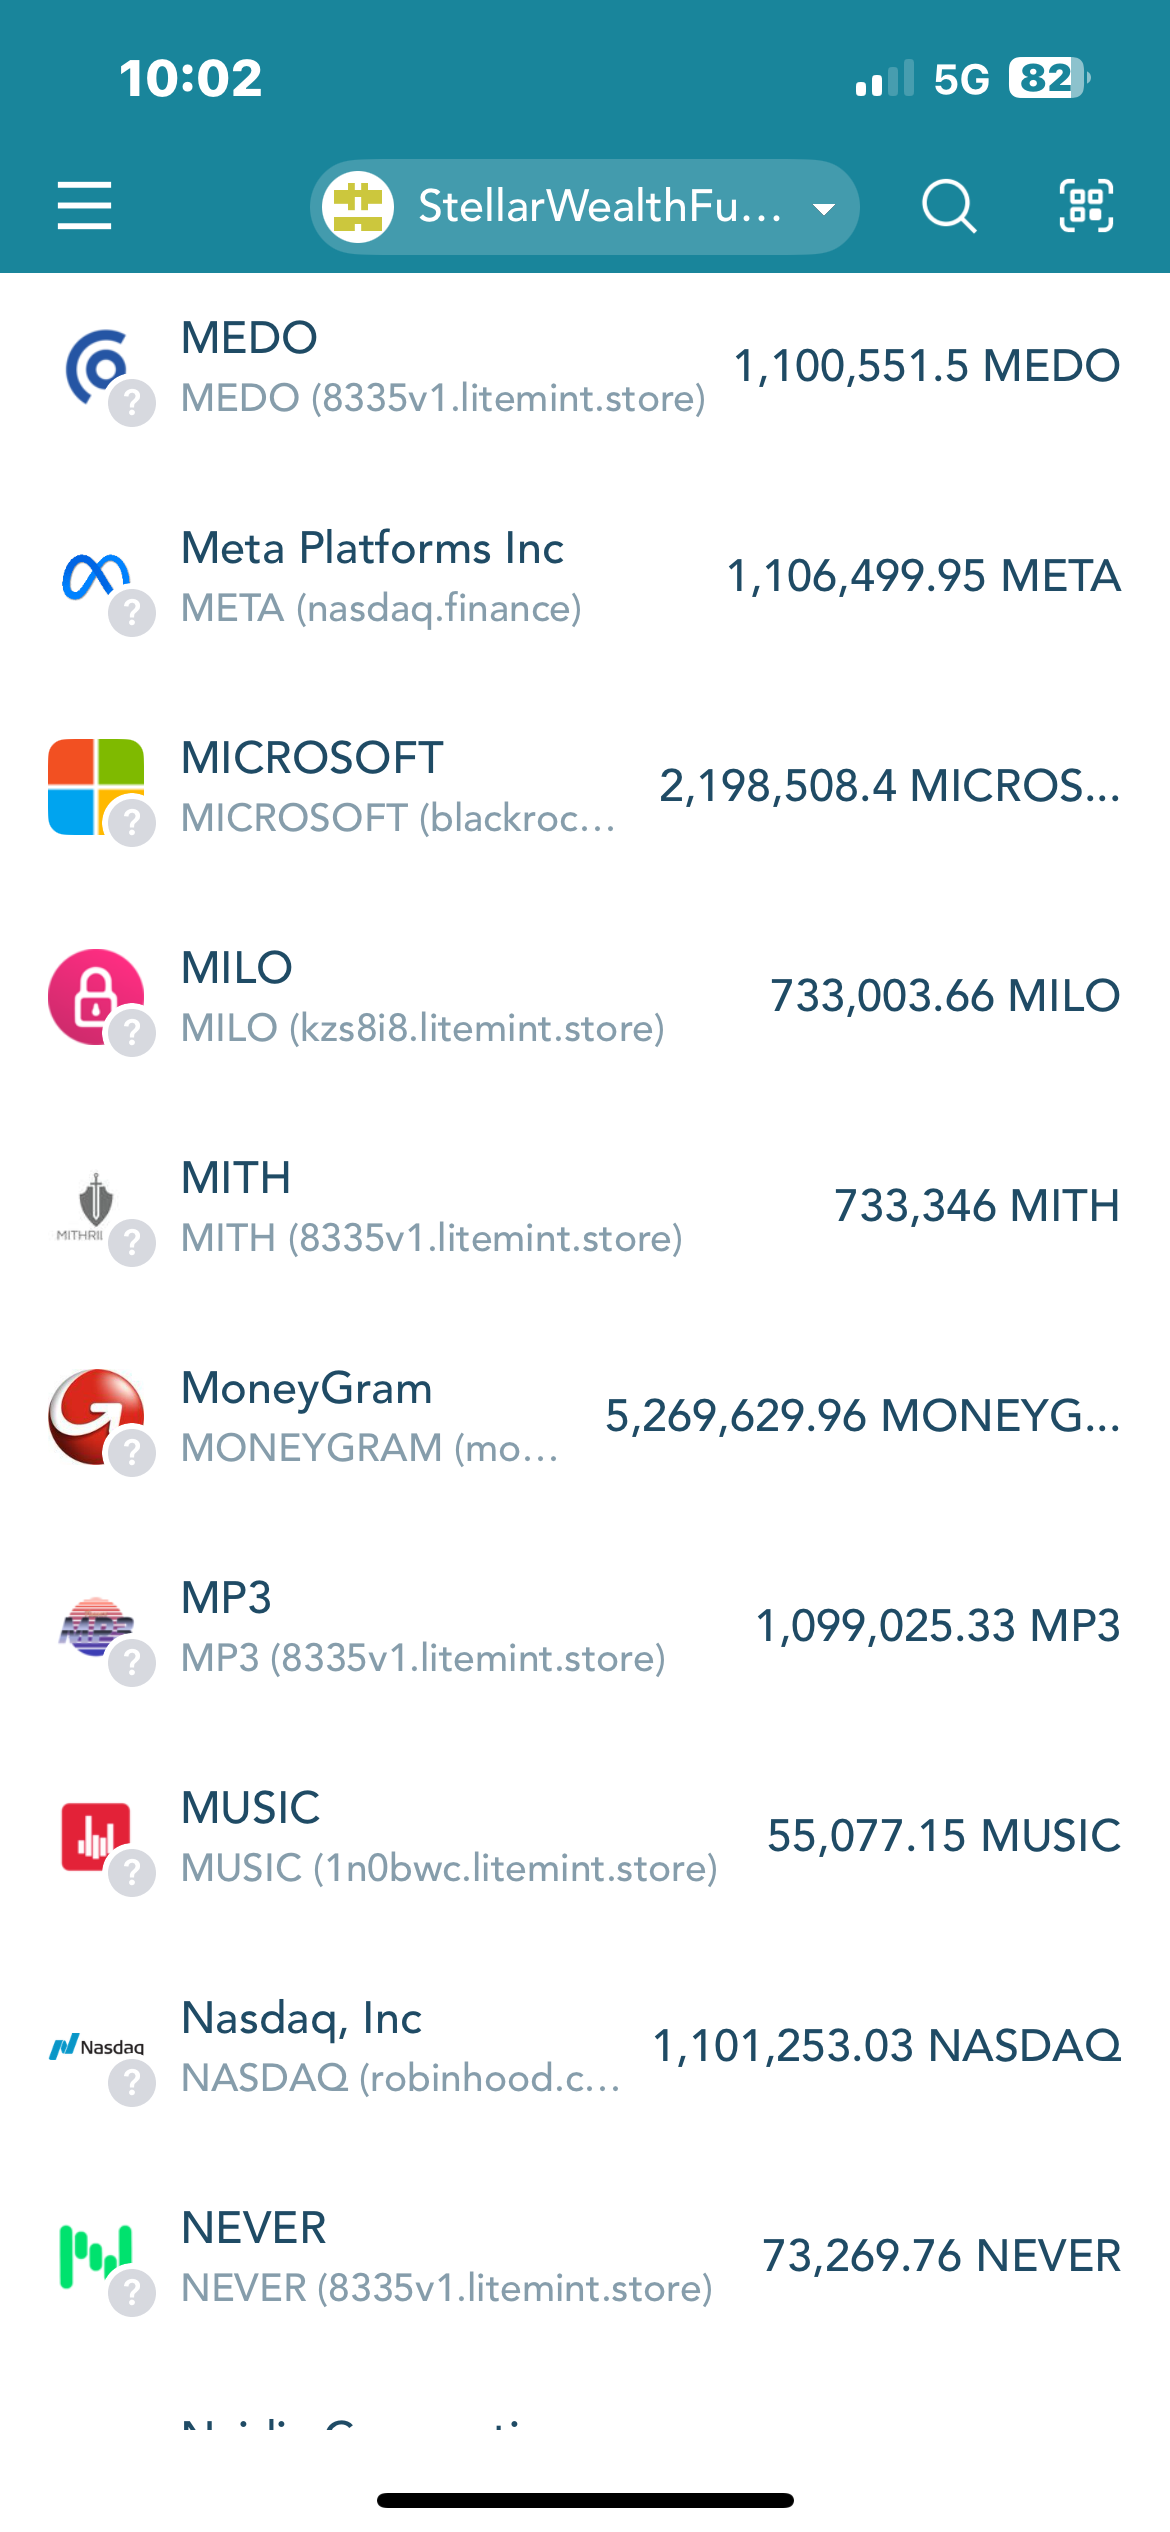 10:02
5G 82
StellarWealthFu...
MEDO
1,100,551.5 MEDO
MEDO (8335v1.litemint.store)
Meta Platforms Inc
1,106,499.95 META
META (nasdaq.finance)
MICROSOFT
2,198,508.4 MICROS...
MICROSOFT (blackroc...
MILO
733,003.66 MILO
MILO (kzs8i8.litemint.store)
MITH
733,346 MITH
MITH (8335v1.litemint.store)
MoneyGram
5,269,629.96 MONEYG...
MONEYGRAM (mo...
MP3
1,099,025.33 MP3
MP3 (8335v1.litemint.store)
MUSIC
55,077.15 MUSIC
MUSIC (1n0bwc.litemint.store)
Nasdaq, Inc
Nasdaq
1,101,253.03 NASDAQ
NASDAQ (robinhood.c...
NEVER
73,269.76 NEVER
NEVER (8335v1.litemint.store)